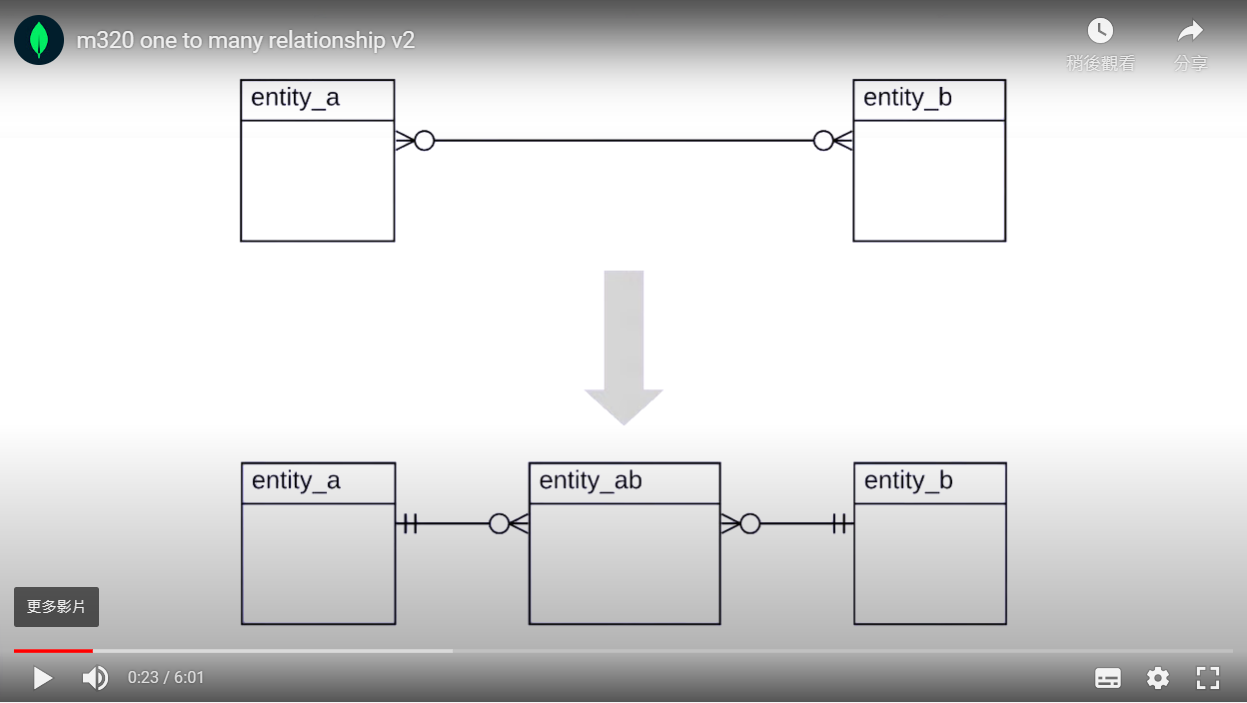 m320 one to many relationship v2
稍後觀看
分享
entity_a
entity_b
entity_a
entity_ab
entity_b
更多影片
0:23 / 6:01